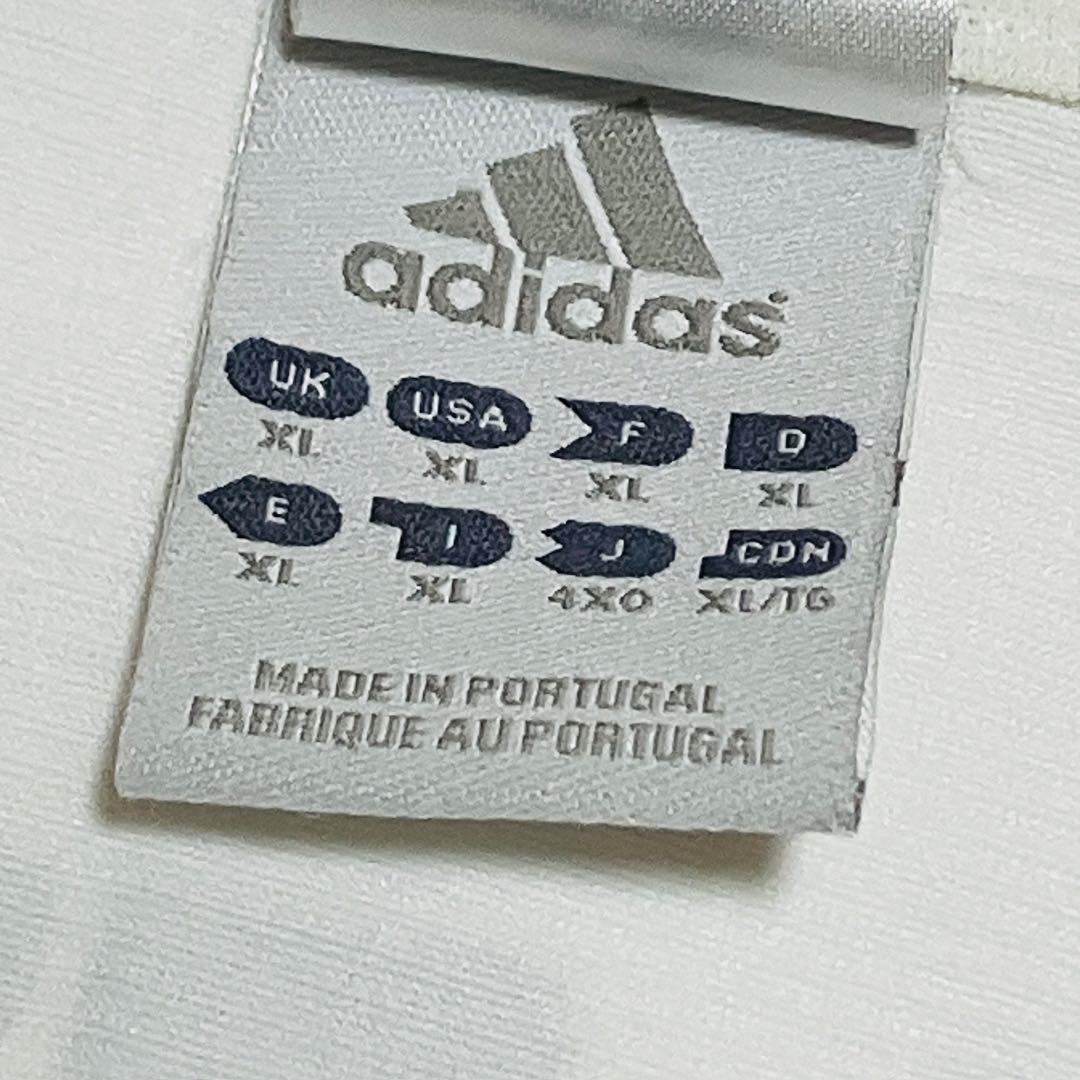 adidas
UK USA F D
XL XL XL XL
E I J CDN
XL XL 4XO XL/TG
MADE IN PORTUGAL
FABRIQUE AU PORTUGAL